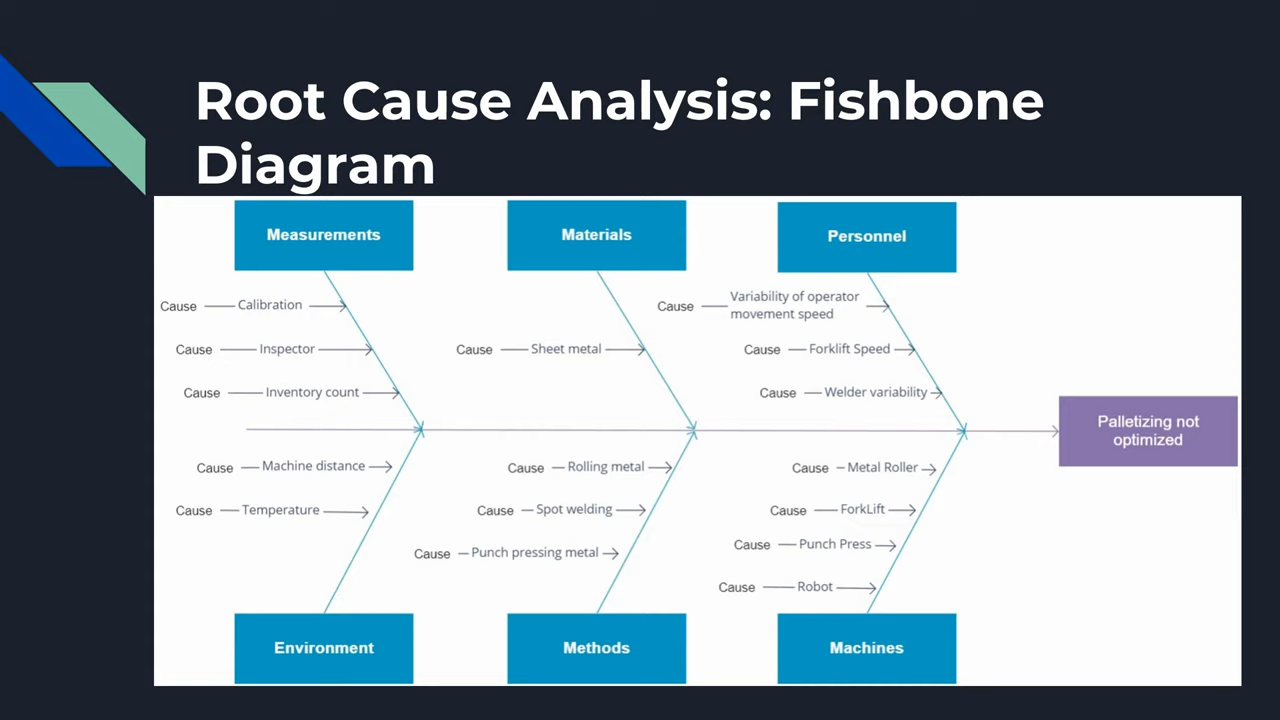 Root Cause Analysis: Fishbone
Diagram
Measurements
Materials
Personnel
Cause Calibration
Cause Inspector
Cause Inventory count
Cause Sheet metal
Cause Variability of operator
movement speed
Cause Forklift Speed
Cause Welder variability
Palletizing not
optimized
Cause Machine distance
Cause Temperature
Cause Rolling metal
Cause Spot welding
Cause Punch pressing metal
Cause Metal Roller
Cause ForkLift
Cause Punch Press
Cause Robot
Environment
Methods
Machines